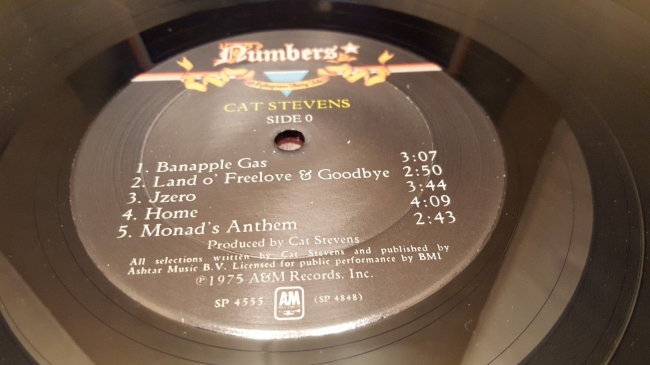 Numbers
CAT STEVENS
SIDE 0
1. Banapple Gas 3:07
2. Land o' Freelove & Goodbye 2:50
3. Jzero 3:44
4. Home 4:09
5. Monad's Anthem 2:43
Produced by Cat Stevens
All selections written by Cat Stevens and published by
Ashtar Music B.V. Licensed for public performance by BMI
℗1975 A&M Records, Inc.
SP 4555 AM (SP 4848)